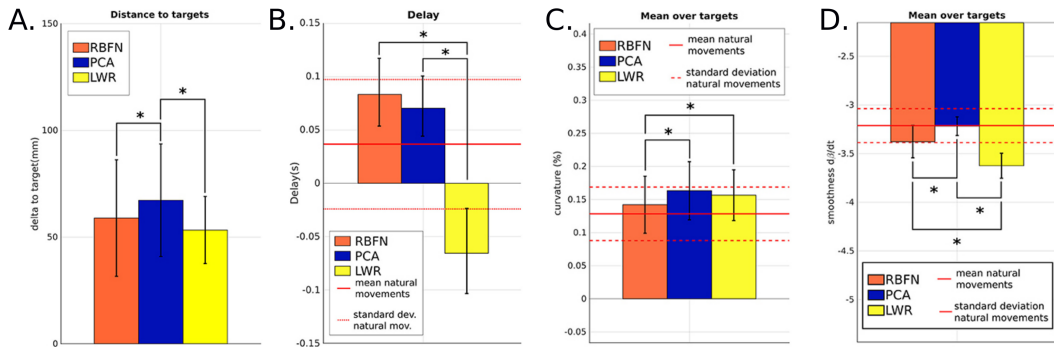 A.
Distance to targets
150
100
50
0
delta to target(mm)
RBFN
PCA
LWR
*
*
B.
Delay
0.15
0.1
0.05
0
-0.05
-0.1
-0.15
Delay(s)
*
*
RBFN
PCA
LWR
mean natural
movements
standard dev.
natural mov.
C.
Mean over targets
0.4
0.35
0.3
0.25
0.2
0.15
0.1
0.05
0
-0.05
curvature (%)
RBFN
PCA
LWR
mean natural
movements
standard deviation
natural movements
*
*
D.
Mean over targets
-2.5
-3
-3.5
-4
-4.5
-5
smoothness dβ/dt
*
*
*
RBFN
PCA
LWR
mean natural
movements
standard deviation
natural movements